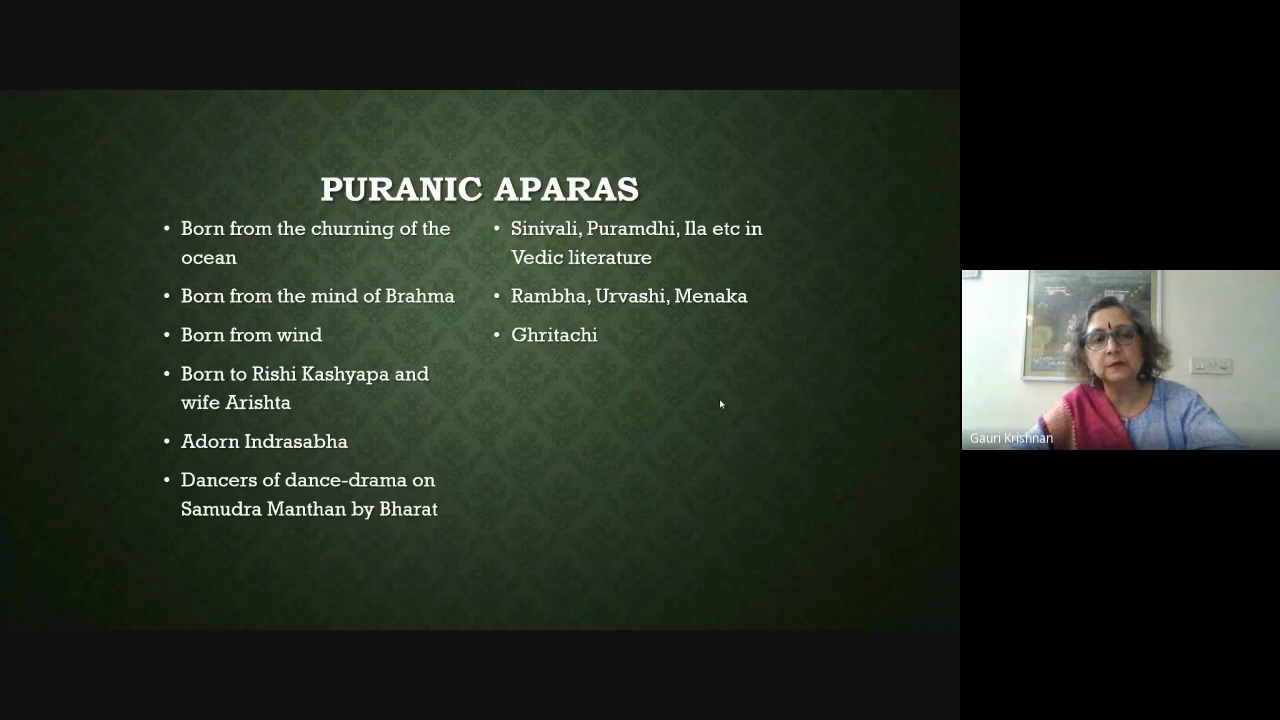 PURANIC APARAS
• Born from the churning of the
ocean
• Born from the mind of Brahma
• Born from wind
• Born to Rishi Kashyapa and
wife Arishta
• Adorn Indrasabha
• Dancers of dance-drama on
Samudra Manthan by Bharat
• Sinivali, Puramdhi, Ila etc in
Vedic literature
• Rambha, Urvashi, Menaka
• Ghritachi
Gauri Krishnan